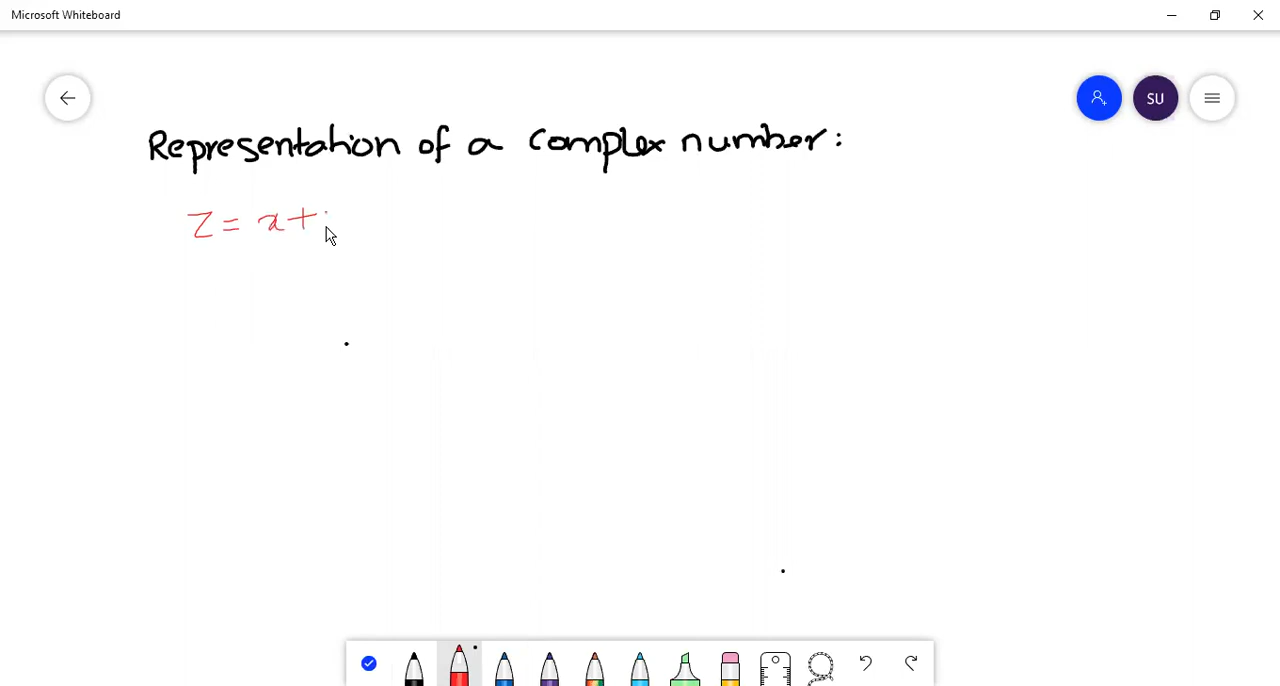 Microsoft Whiteboard
SU
Representation of a complex number:
Z = x +